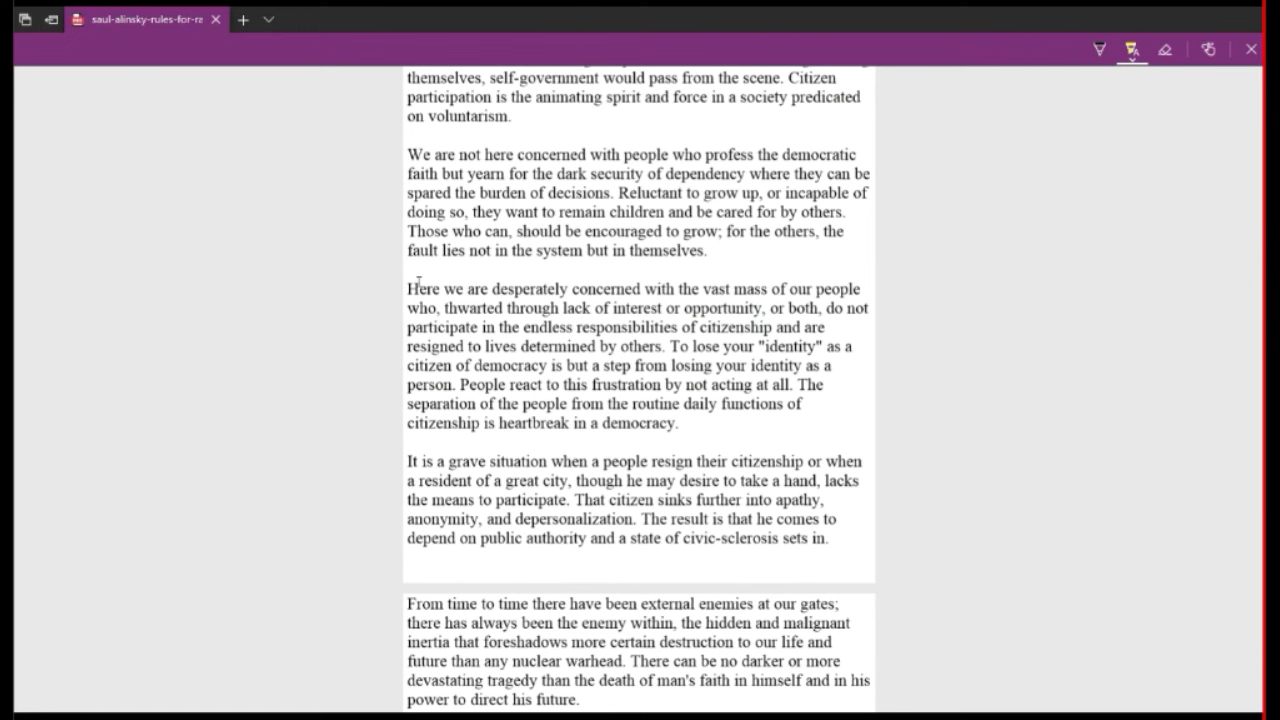 saul-alinsky-rules-for-ra
themselves, self-government would pass from the scene. Citizen
participation is the animating spirit and force in a society predicated
on voluntarism.
We are not here concerned with people who profess the democratic
faith but yearn for the dark security of dependency where they can be
spared the burden of decisions. Reluctant to grow up, or incapable of
doing so, they want to remain children and be cared for by others.
Those who can, should be encouraged to grow; for the others, the
fault lies not in the system but in themselves.
Here we are desperately concerned with the vast mass of our people
who, thwarted through lack of interest or opportunity, or both, do not
participate in the endless responsibilities of citizenship and are
resigned to lives determined by others. To lose your "identity" as a
citizen of democracy is but a step from losing your identity as a
person. People react to this frustration by not acting at all. The
separation of the people from the routine daily functions of
citizenship is heartbreak in a democracy.
It is a grave situation when a people resign their citizenship or when
a resident of a great city, though he may desire to take a hand, lacks
the means to participate. That citizen sinks further into apathy,
anonymity, and depersonalization. The result is that he comes to
depend on public authority and a state of civic-sclerosis sets in.
From time to time there have been external enemies at our gates;
there has always been the enemy within, the hidden and malignant
inertia that foreshadows more certain destruction to our life and
future than any nuclear warhead. There can be no darker or more
devastating tragedy than the death of man's faith in himself and in his
power to direct his future.